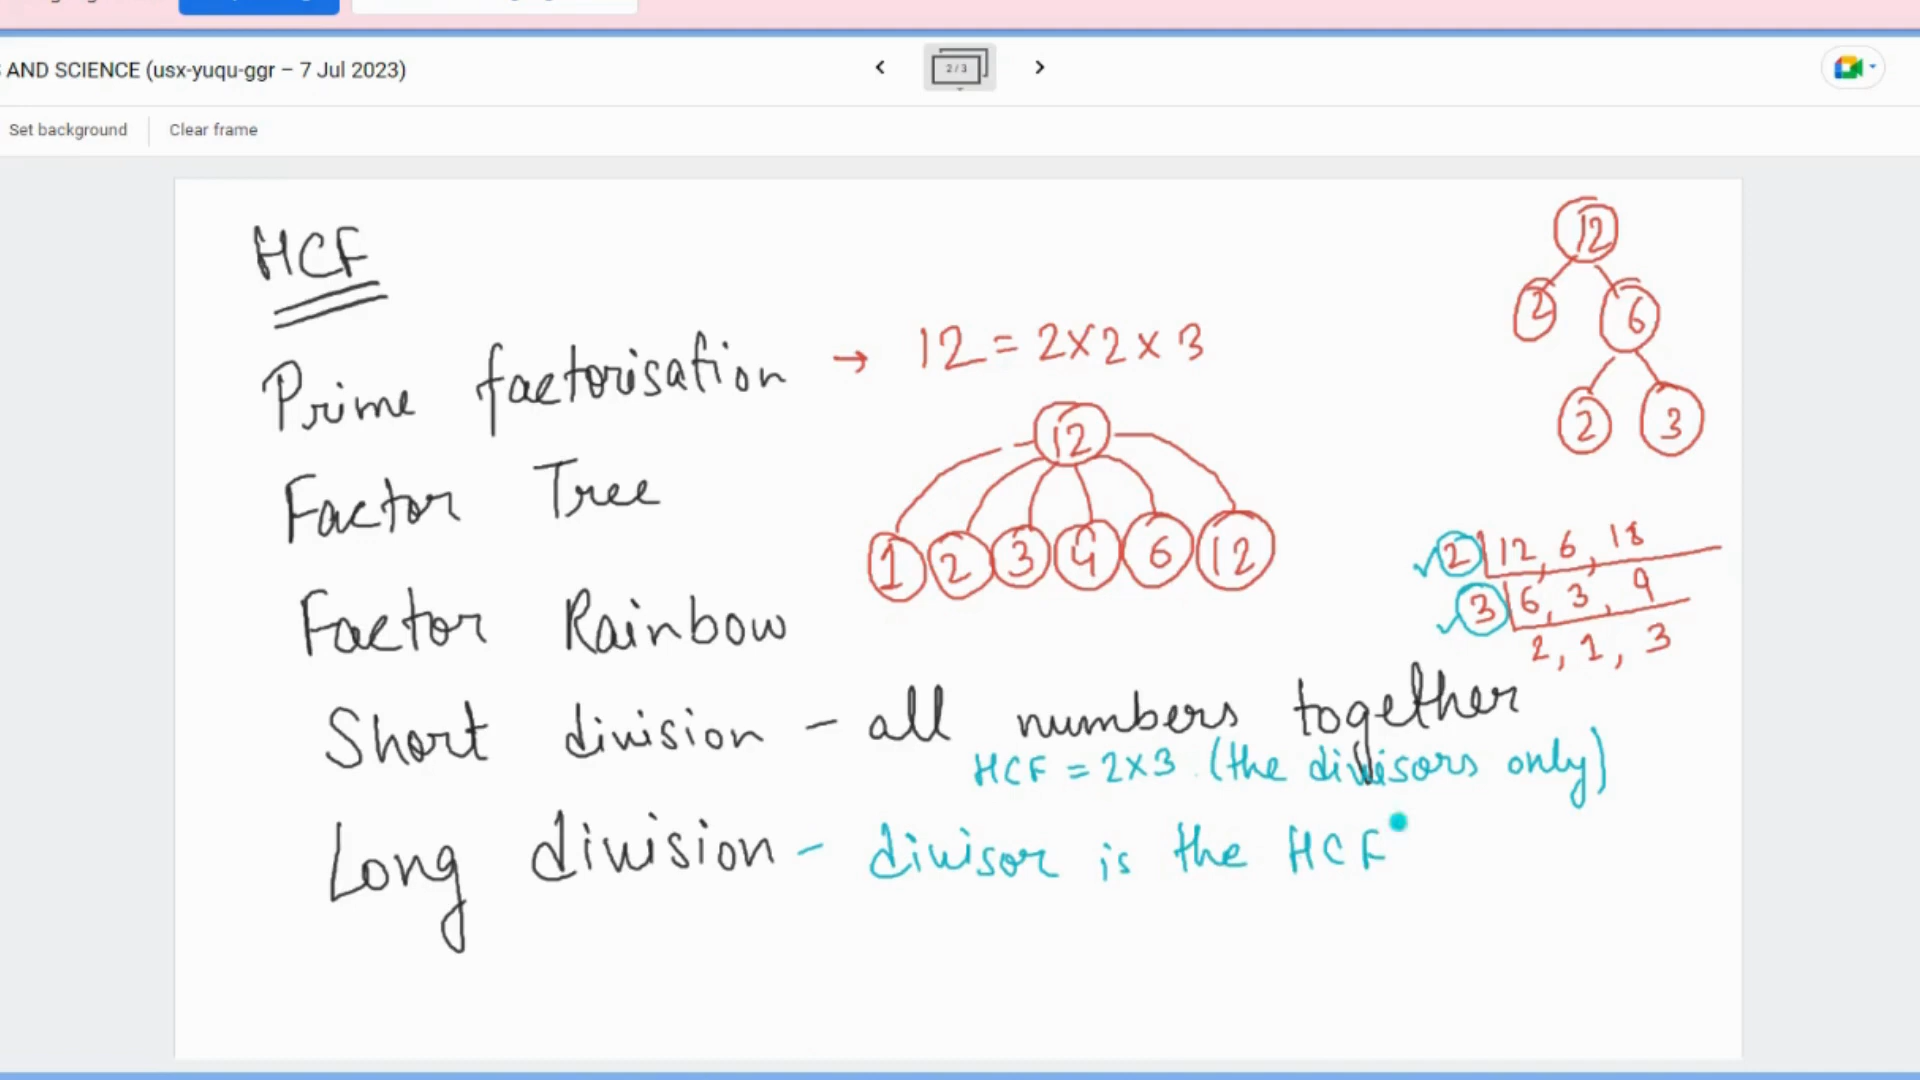 AND SCIENCE (usx-yuqu-ggr – 7 Jul 2023)
2/3
Set background
Clear frame
HCF
Prime factorisation → 12 = 2×2×3
12
2 6
2 3
Factor Tree
12
1 2 3 4 6 12
Factor Rainbow
2 12, 6, 18
3 6, 3, 9
2, 1, 3
Short division – all numbers together
HCF = 2×3 (the divisors only)
Long division – divisor is the HCF